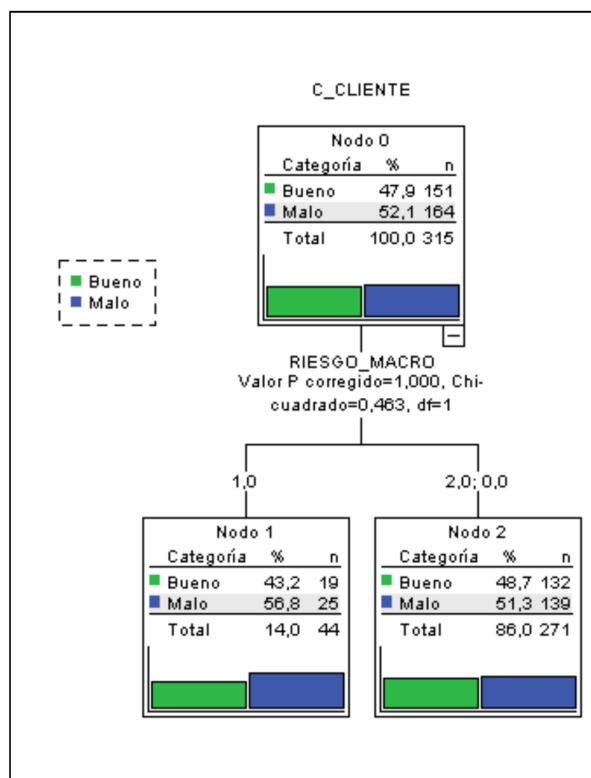 C_CLIENTE
Nodo 0
Categoría % n
Bueno 47,9 151
Malo 52,1 164
Total 100,0 315
Bueno
Malo
RIESGO_MACRO
Valor P corregido=1,000, Chi-
cuadrado=0,463, df=1
1,0
2,0; 0,0
Nodo 1
Categoría % n
Bueno 43,2 19
Malo 56,8 25
Total 14,0 44
Nodo 2
Categoría % n
Bueno 48,7 132
Malo 51,3 139
Total 86,0 271